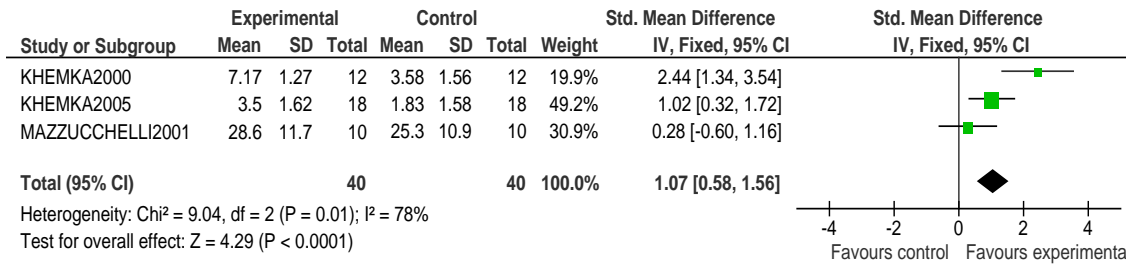 Experimental Control Std. Mean Difference Std. Mean Difference
Study or Subgroup Mean SD Total Mean SD Total Weight IV, Fixed, 95% CI IV, Fixed, 95% CI
KHEMKA2000 7.17 1.27 12 3.58 1.56 12 19.9% 2.44 [1.34, 3.54]
KHEMKA2005 3.5 1.62 18 1.83 1.58 18 49.2% 1.02 [0.32, 1.72]
MAZZUCCHELLI2001 28.6 11.7 10 25.3 10.9 10 30.9% 0.28 [-0.60, 1.16]
Total (95% CI) 40 40 100.0% 1.07 [0.58, 1.56]
Heterogeneity: Chi² = 9.04, df = 2 (P = 0.01); I² = 78%
Test for overall effect: Z = 4.29 (P < 0.0001)
-4 -2 0 2 4
Favours control Favours experimenta